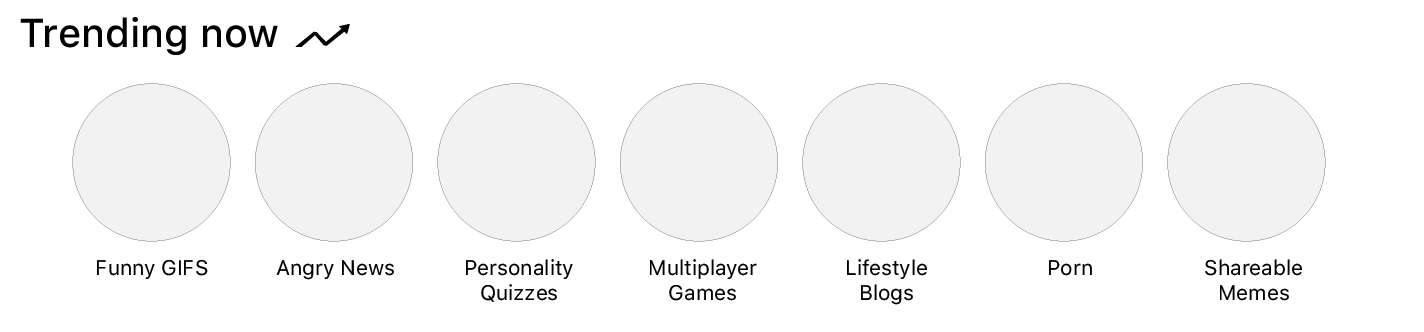 Trending now
Funny GIFS
Angry News
Personality
Quizzes
Multiplayer
Games
Lifestyle
Blogs
Porn
Shareable
Memes